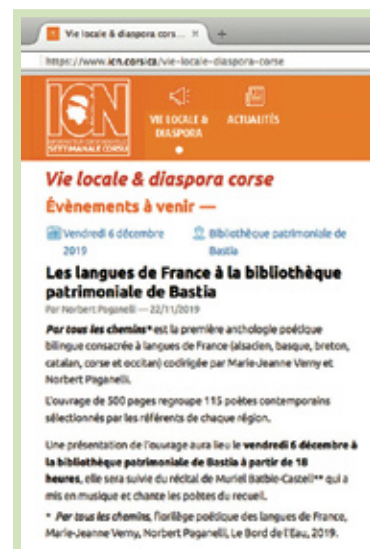 Vie locale & diaspora cors...
https://www.icn.corsica/vie-locale-diaspora-corse
ICN
SETTIMANALE CORSU
VIE LOCALE & DIASPORA
ACTUALITÉS
Vie locale & diaspora corse
Évènements à venir —
Vendredi 6 décembre 2019
Bibliothèque patrimoniale de Bastia
Les langues de France à la bibliothèque
patrimoniale de Bastia
Par Norbert Paganelli — 22/11/2019
Par tous les chemins* est la première anthologie poétique
bilingue consacrée à langues de France (alsacien, basque, breton,
catalan, corse et occitan) codirigée par Marie-Jeanne Verny et
Norbert Paganelli.
L'ouvrage de 500 pages regroupe 115 poètes contemporains
sélectionnés par les référents de chaque région.
Une présentation de l'ouvrage aura lieu le vendredi 6 décembre à
la bibliothèque patrimoniale de Bastia à partir de 18
heures, elle sera suivie du récital de Muriel Batbie-Castell** qui a
mis en musique et chante les poètes du recueil.
* Par tous les chemins, florilège poétique des langues de France,
Marie-Jeanne Verny, Norbert Paganelli, Le Bord de l'Eau, 2019.